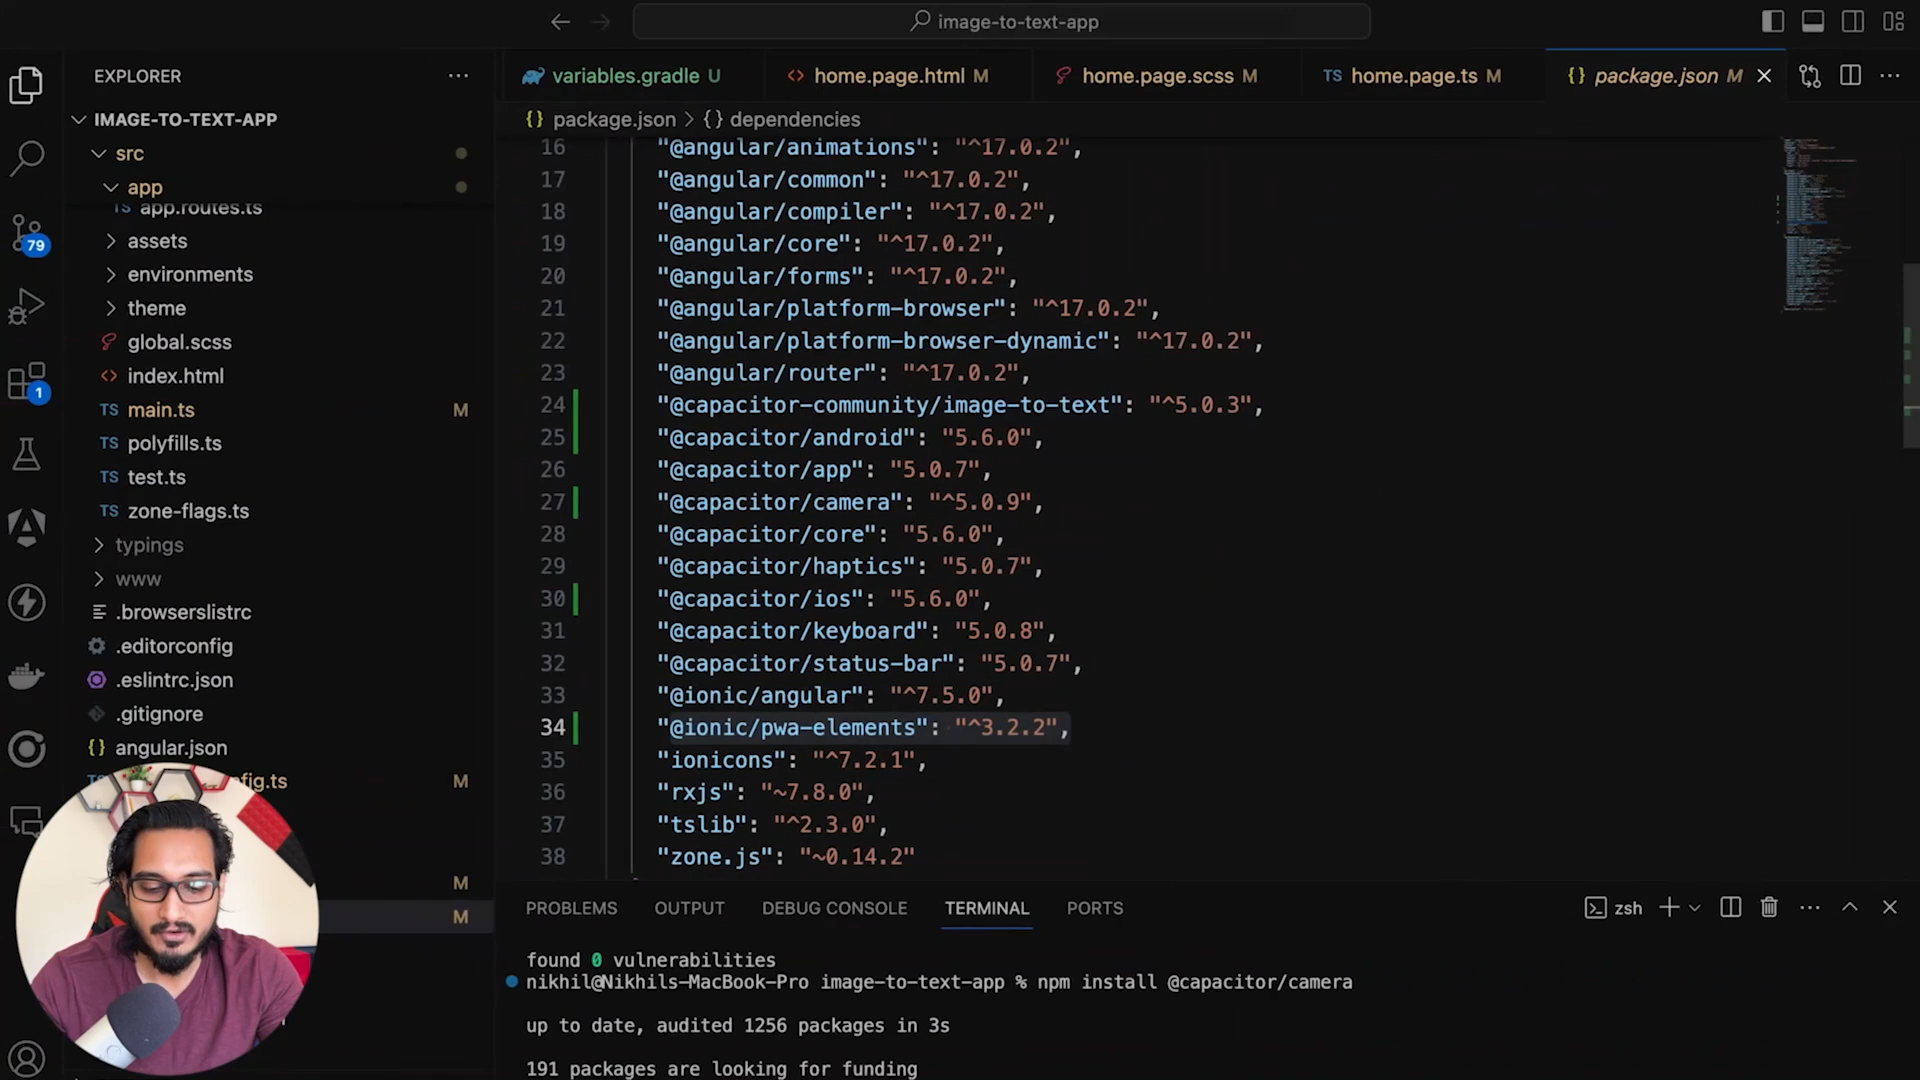 image-to-text-app
EXPLORER
variables.gradle U
home.page.html M
home.page.scss M
TS home.page.ts M
{} package.json M
IMAGE-TO-TEXT-APP
{} package.json > {} dependencies
src
app
TS app.routes.ts
assets
environments
theme
global.scss
<> index.html
TS main.ts M
TS polyfills.ts
TS test.ts
TS zone-flags.ts
typings
www
.browserslistrc
.editorconfig
.eslintrc.json
.gitignore
{} angular.json
fig.ts M
M
M
79
1
16 "@angular/animations": "^17.0.2",
17 "@angular/common": "^17.0.2",
18 "@angular/compiler": "^17.0.2",
19 "@angular/core": "^17.0.2",
20 "@angular/forms": "^17.0.2",
21 "@angular/platform-browser": "^17.0.2",
22 "@angular/platform-browser-dynamic": "^17.0.2",
23 "@angular/router": "^17.0.2",
24 "@capacitor-community/image-to-text": "^5.0.3",
25 "@capacitor/android": "5.6.0",
26 "@capacitor/app": "5.0.7",
27 "@capacitor/camera": "^5.0.9",
28 "@capacitor/core": "5.6.0",
29 "@capacitor/haptics": "5.0.7",
30 "@capacitor/ios": "5.6.0",
31 "@capacitor/keyboard": "5.0.8",
32 "@capacitor/status-bar": "5.0.7",
33 "@ionic/angular": "^7.5.0",
34 "@ionic/pwa-elements": "^3.2.2",
35 "ionicons": "^7.2.1",
36 "rxjs": "~7.8.0",
37 "tslib": "^2.3.0",
38 "zone.js": "~0.14.2"
PROBLEMS OUTPUT DEBUG CONSOLE TERMINAL PORTS
zsh
found 0 vulnerabilities
nikhil@Nikhils-MacBook-Pro image-to-text-app % npm install @capacitor/camera
up to date, audited 1256 packages in 3s
191 packages are looking for funding